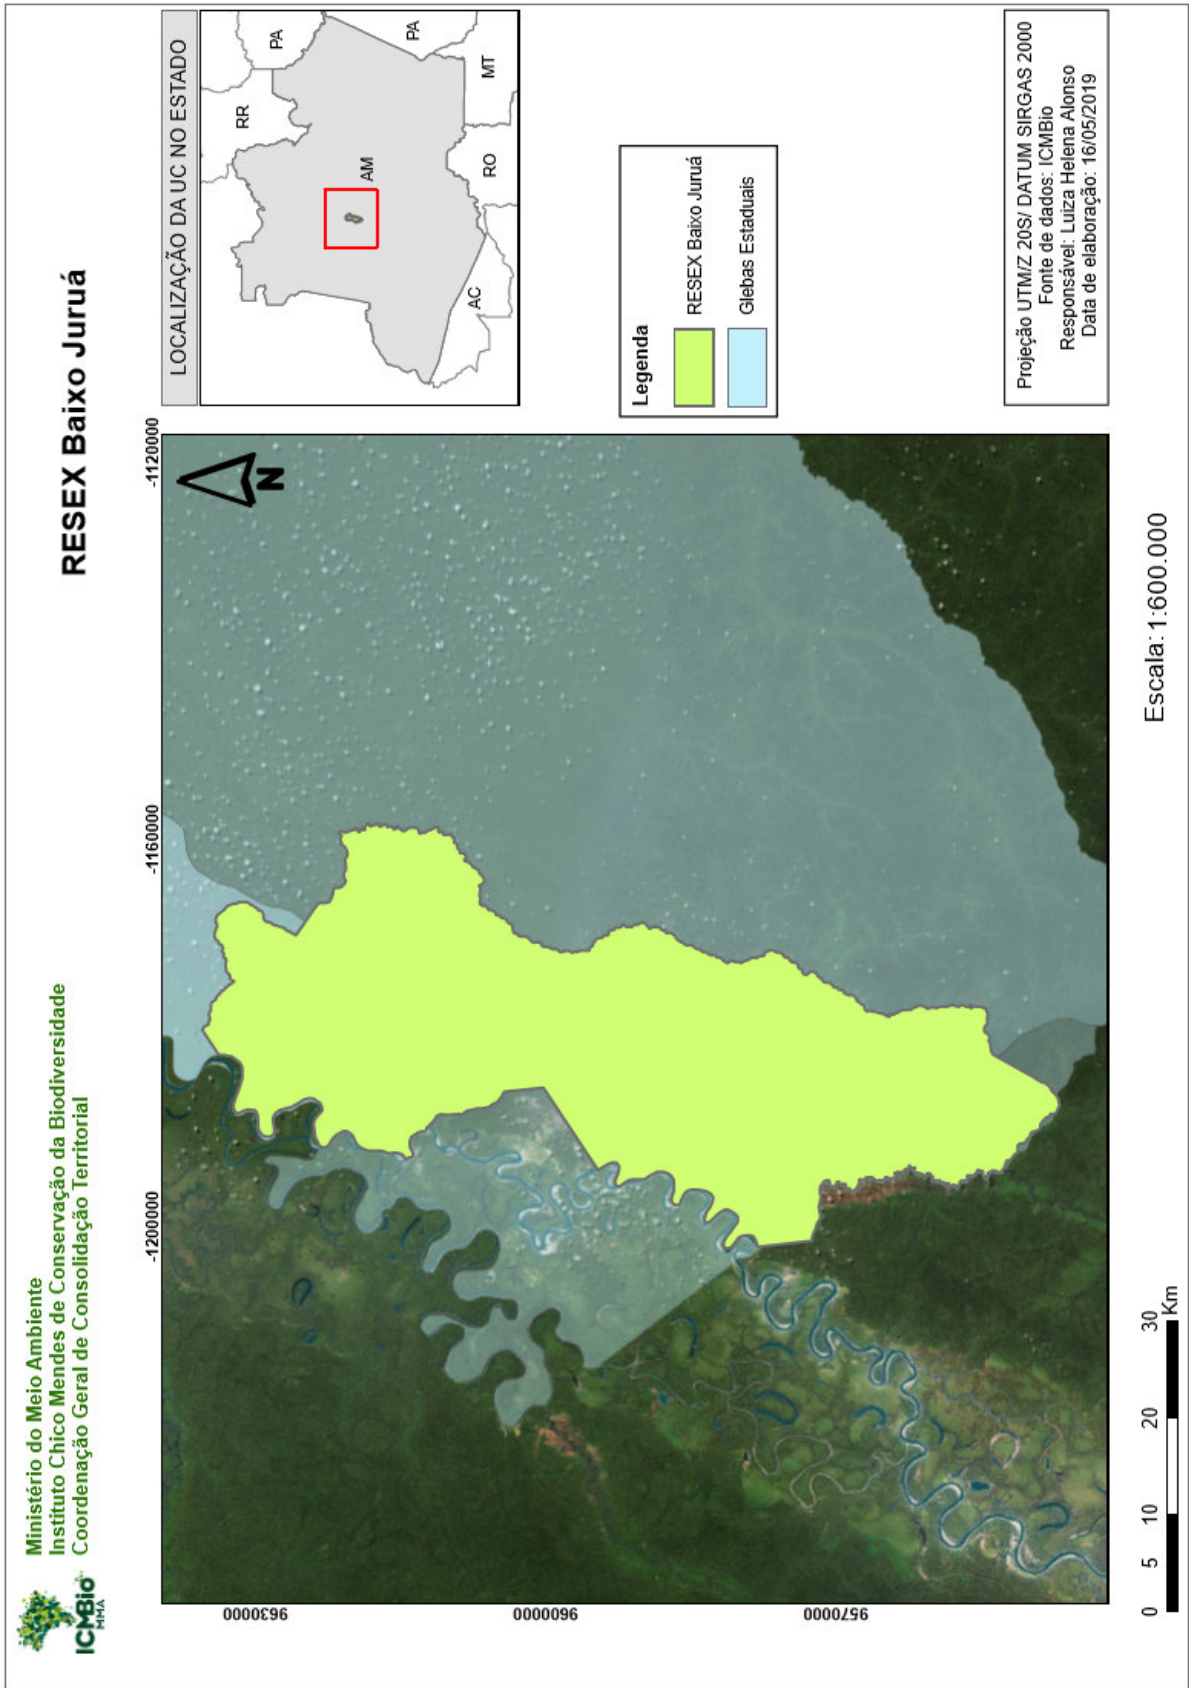 ICMBio
MMA
Ministério do Meio Ambiente
Instituto Chico Mendes de Conservação da Biodiversidade
Coordenação Geral de Consolidação Territorial
RESEX Baixo Juruá
-1200000
-1160000
-1120000
9630000
9600000
9570000
N
LOCALIZAÇÃO DA UC NO ESTADO
RR
PA
PA
AM
MT
RO
AC
Legenda
RESEX Baixo Juruá
Glebas Estaduais
Projeção UTM/Z 20S/ DATUM SIRGAS 2000
Fonte de dados: ICMBio
Responsável: Luiza Helena Alonso
Data de elaboração: 16/05/2019
0 5 10 20 30
Km
Escala: 1:600.000